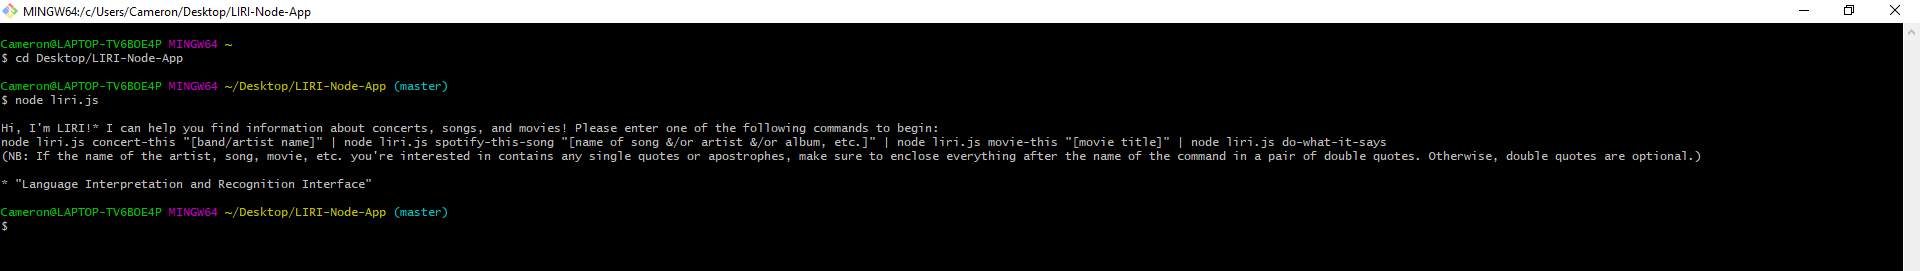 MINGW64:/c/Users/Cameron/Desktop/LIRI-Node-App
Cameron@LAPTOP-TV6BOE4P MINGW64 ~
$ cd Desktop/LIRI-Node-App
Cameron@LAPTOP-TV6BOE4P MINGW64 ~/Desktop/LIRI-Node-App (master)
$ node liri.js
Hi, I'm LIRI!* I can help you find information about concerts, songs, and movies! Please enter one of the following commands to begin:
node liri.js concert-this "[band/artist name]" | node liri.js spotify-this-song "[name of song &/or artist &/or album, etc.]" | node liri.js movie-this "[movie title]" | node liri.js do-what-it-says
(NB: If the name of the artist, song, movie, etc. you're interested in contains any single quotes or apostrophes, make sure to enclose everything after the name of the command in a pair of double quotes. Otherwise, double quotes are optional.)
* "Language Interpretation and Recognition Interface"
Cameron@LAPTOP-TV6BOE4P MINGW64 ~/Desktop/LIRI-Node-App (master)
$